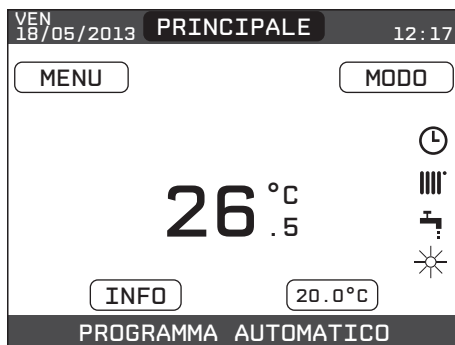 VEN
18/05/2013 PRINCIPALE 12:17
MENU MODO
26.5 °C
INFO 20.0°C
PROGRAMMA AUTOMATICO